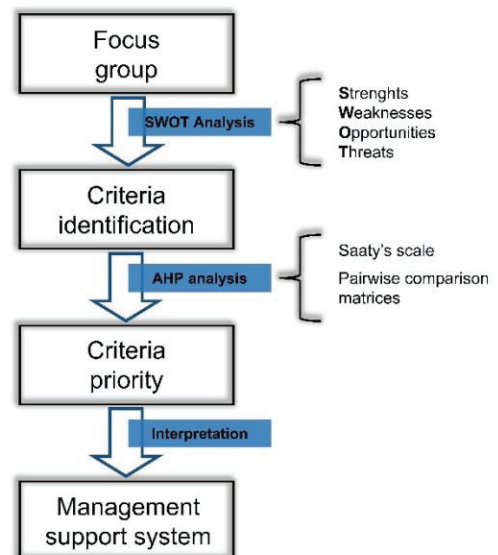 Focus
group
SWOT Analysis
Strenghts
Weaknesses
Opportunities
Threats
Criteria
identification
AHP analysis
Saaty's scale
Pairwise comparison
matrices
Criteria
priority
Interpretation
Management
support system